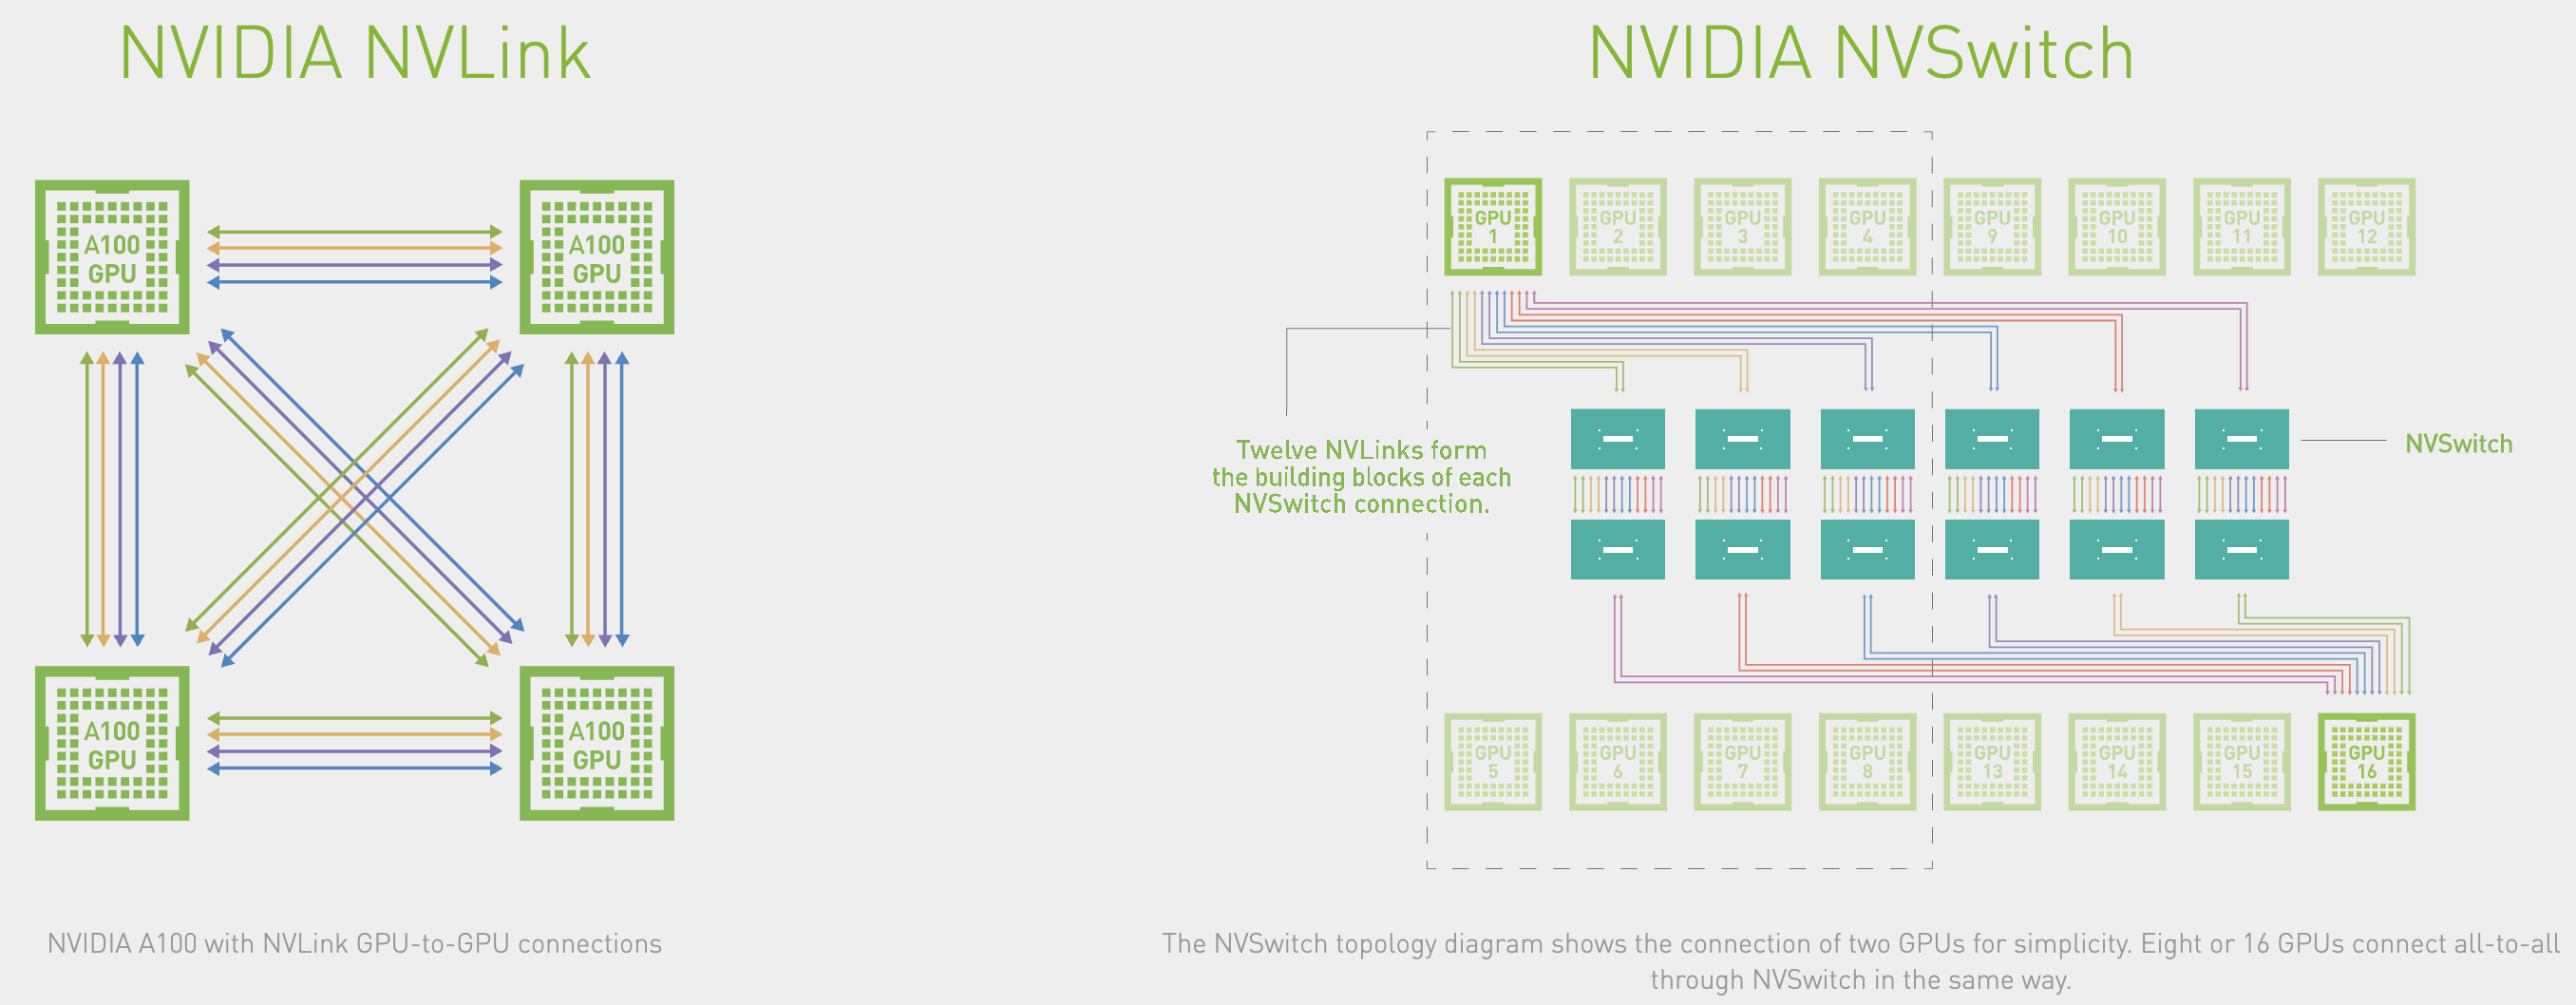 NVIDIA NVLink
A100
GPU
A100
GPU
A100
GPU
A100
GPU
NVIDIA A100 with NVLink GPU-to-GPU connections
NVIDIA NVSwitch
GPU
1
GPU
2
GPU
3
GPU
4
GPU
9
GPU
10
GPU
11
GPU
12
Twelve NVLinks form
the building blocks of each
NVSwitch connection.
NVSwitch
GPU
5
GPU
6
GPU
7
GPU
8
GPU
13
GPU
14
GPU
15
GPU
16
The NVSwitch topology diagram shows the connection of two GPUs for simplicity. Eight or 16 GPUs connect all-to-all
through NVSwitch in the same way.